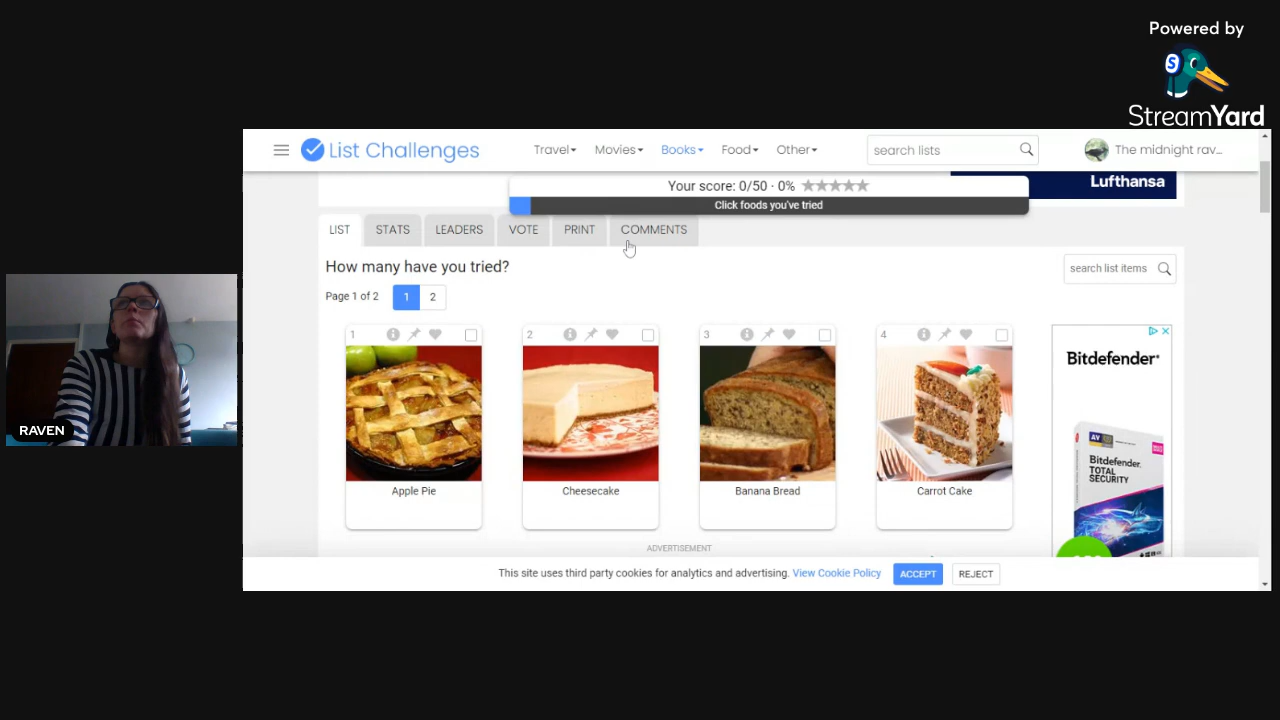 Powered by
S
StreamYard
List Challenges
Travel
Movies
Books
Food
Other
search lists
The midnight rav...
Lufthansa
Your score: 0/50 · 0%
Click foods you've tried
LIST
STATS
LEADERS
VOTE
PRINT
COMMENTS
How many have you tried?
search list items
Page 1 of 2
1
2
1
2
3
4
Bitdefender
AV
Bitdefender
TOTAL
SECURITY
RAVEN
Apple Pie
Cheesecake
Banana Bread
Carrot Cake
ADVERTISEMENT
This site uses third party cookies for analytics and advertising. View Cookie Policy
ACCEPT
REJECT